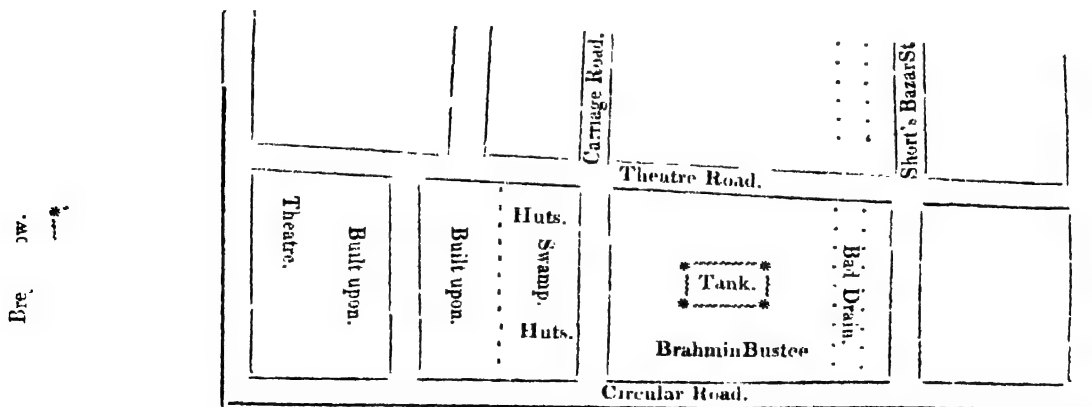 Carriage Road.
Short's Bazar St
Theatre Road.
Theatre.
Built upon.
Built upon.
Huts.
Swamp.
Huts.
Tank.
Brahmin Bustee
Bad Drain.
Circular Road.